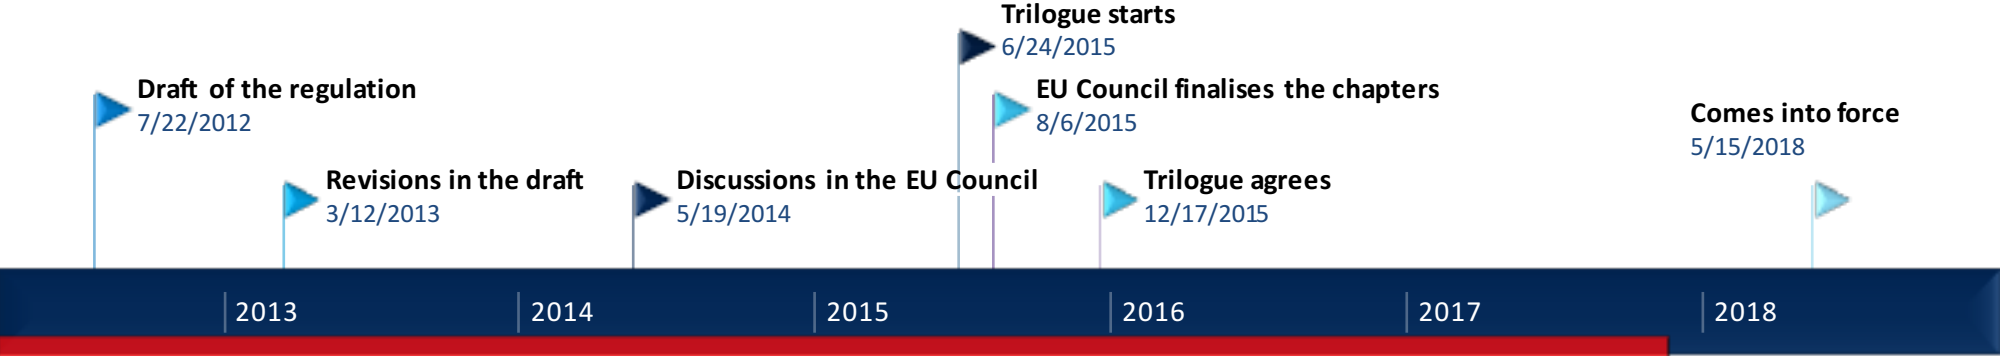 Trilogue starts
6/24/2015
Draft of the regulation
7/22/2012
EU Council finalises the chapters
8/6/2015
Comes into force
5/15/2018
Revisions in the draft
3/12/2013
Discussions in the EU Council
5/19/2014
Trilogue agrees
12/17/2015
2013
2014
2015
2016
2017
2018